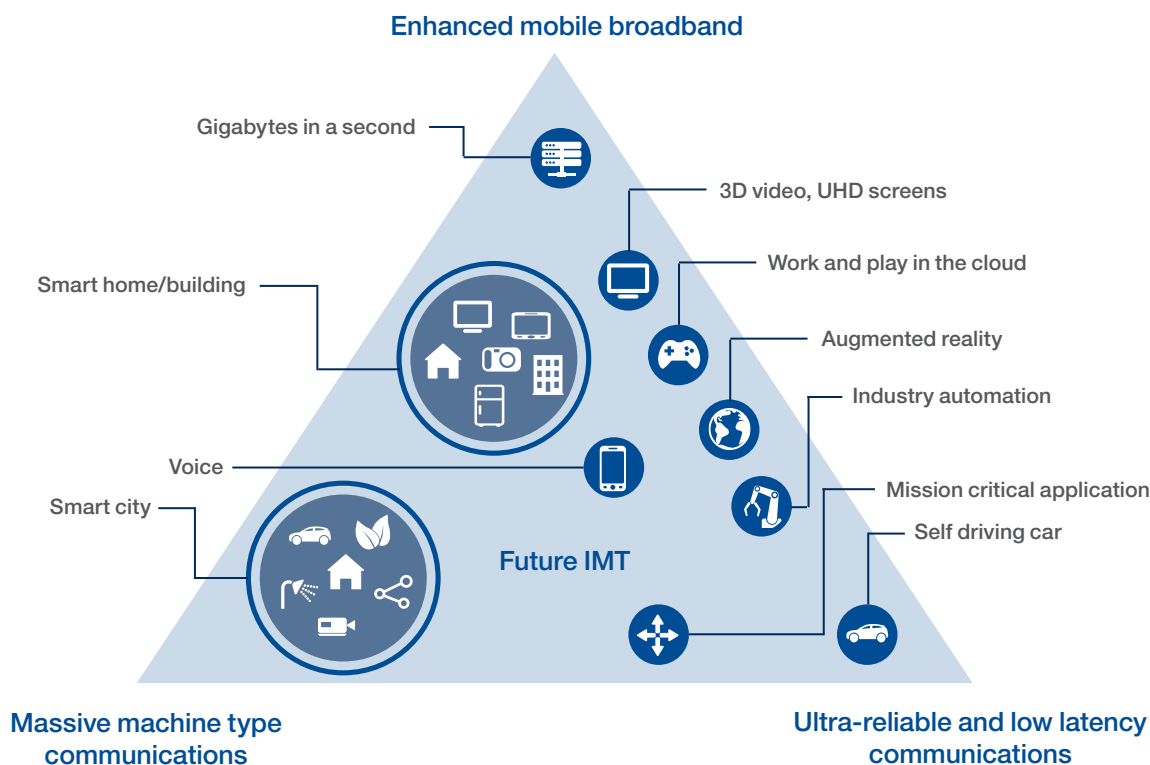 Enhanced mobile broadband
Gigabytes in a second
3D video, UHD screens
Work and play in the cloud
Smart home/building
Augmented reality
Industry automation
Voice
Mission critical application
Smart city
Self driving car
Future IMT
Massive machine type
communications
Ultra-reliable and low latency
communications